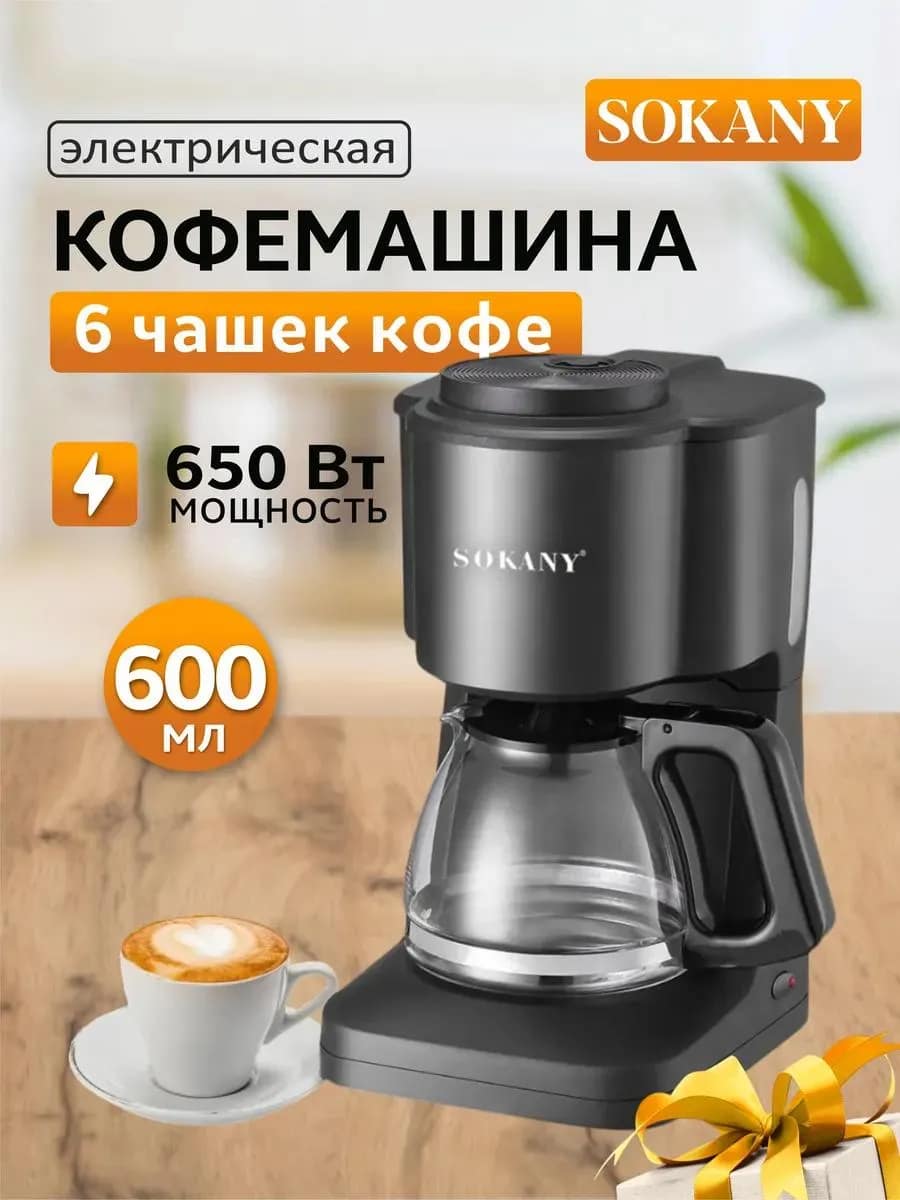 SOKANY
электрическая
КОФЕМАШИНА
6 чашек кофе
650 Вт
МОЩНОСТЬ
SOKANY®
600
мл